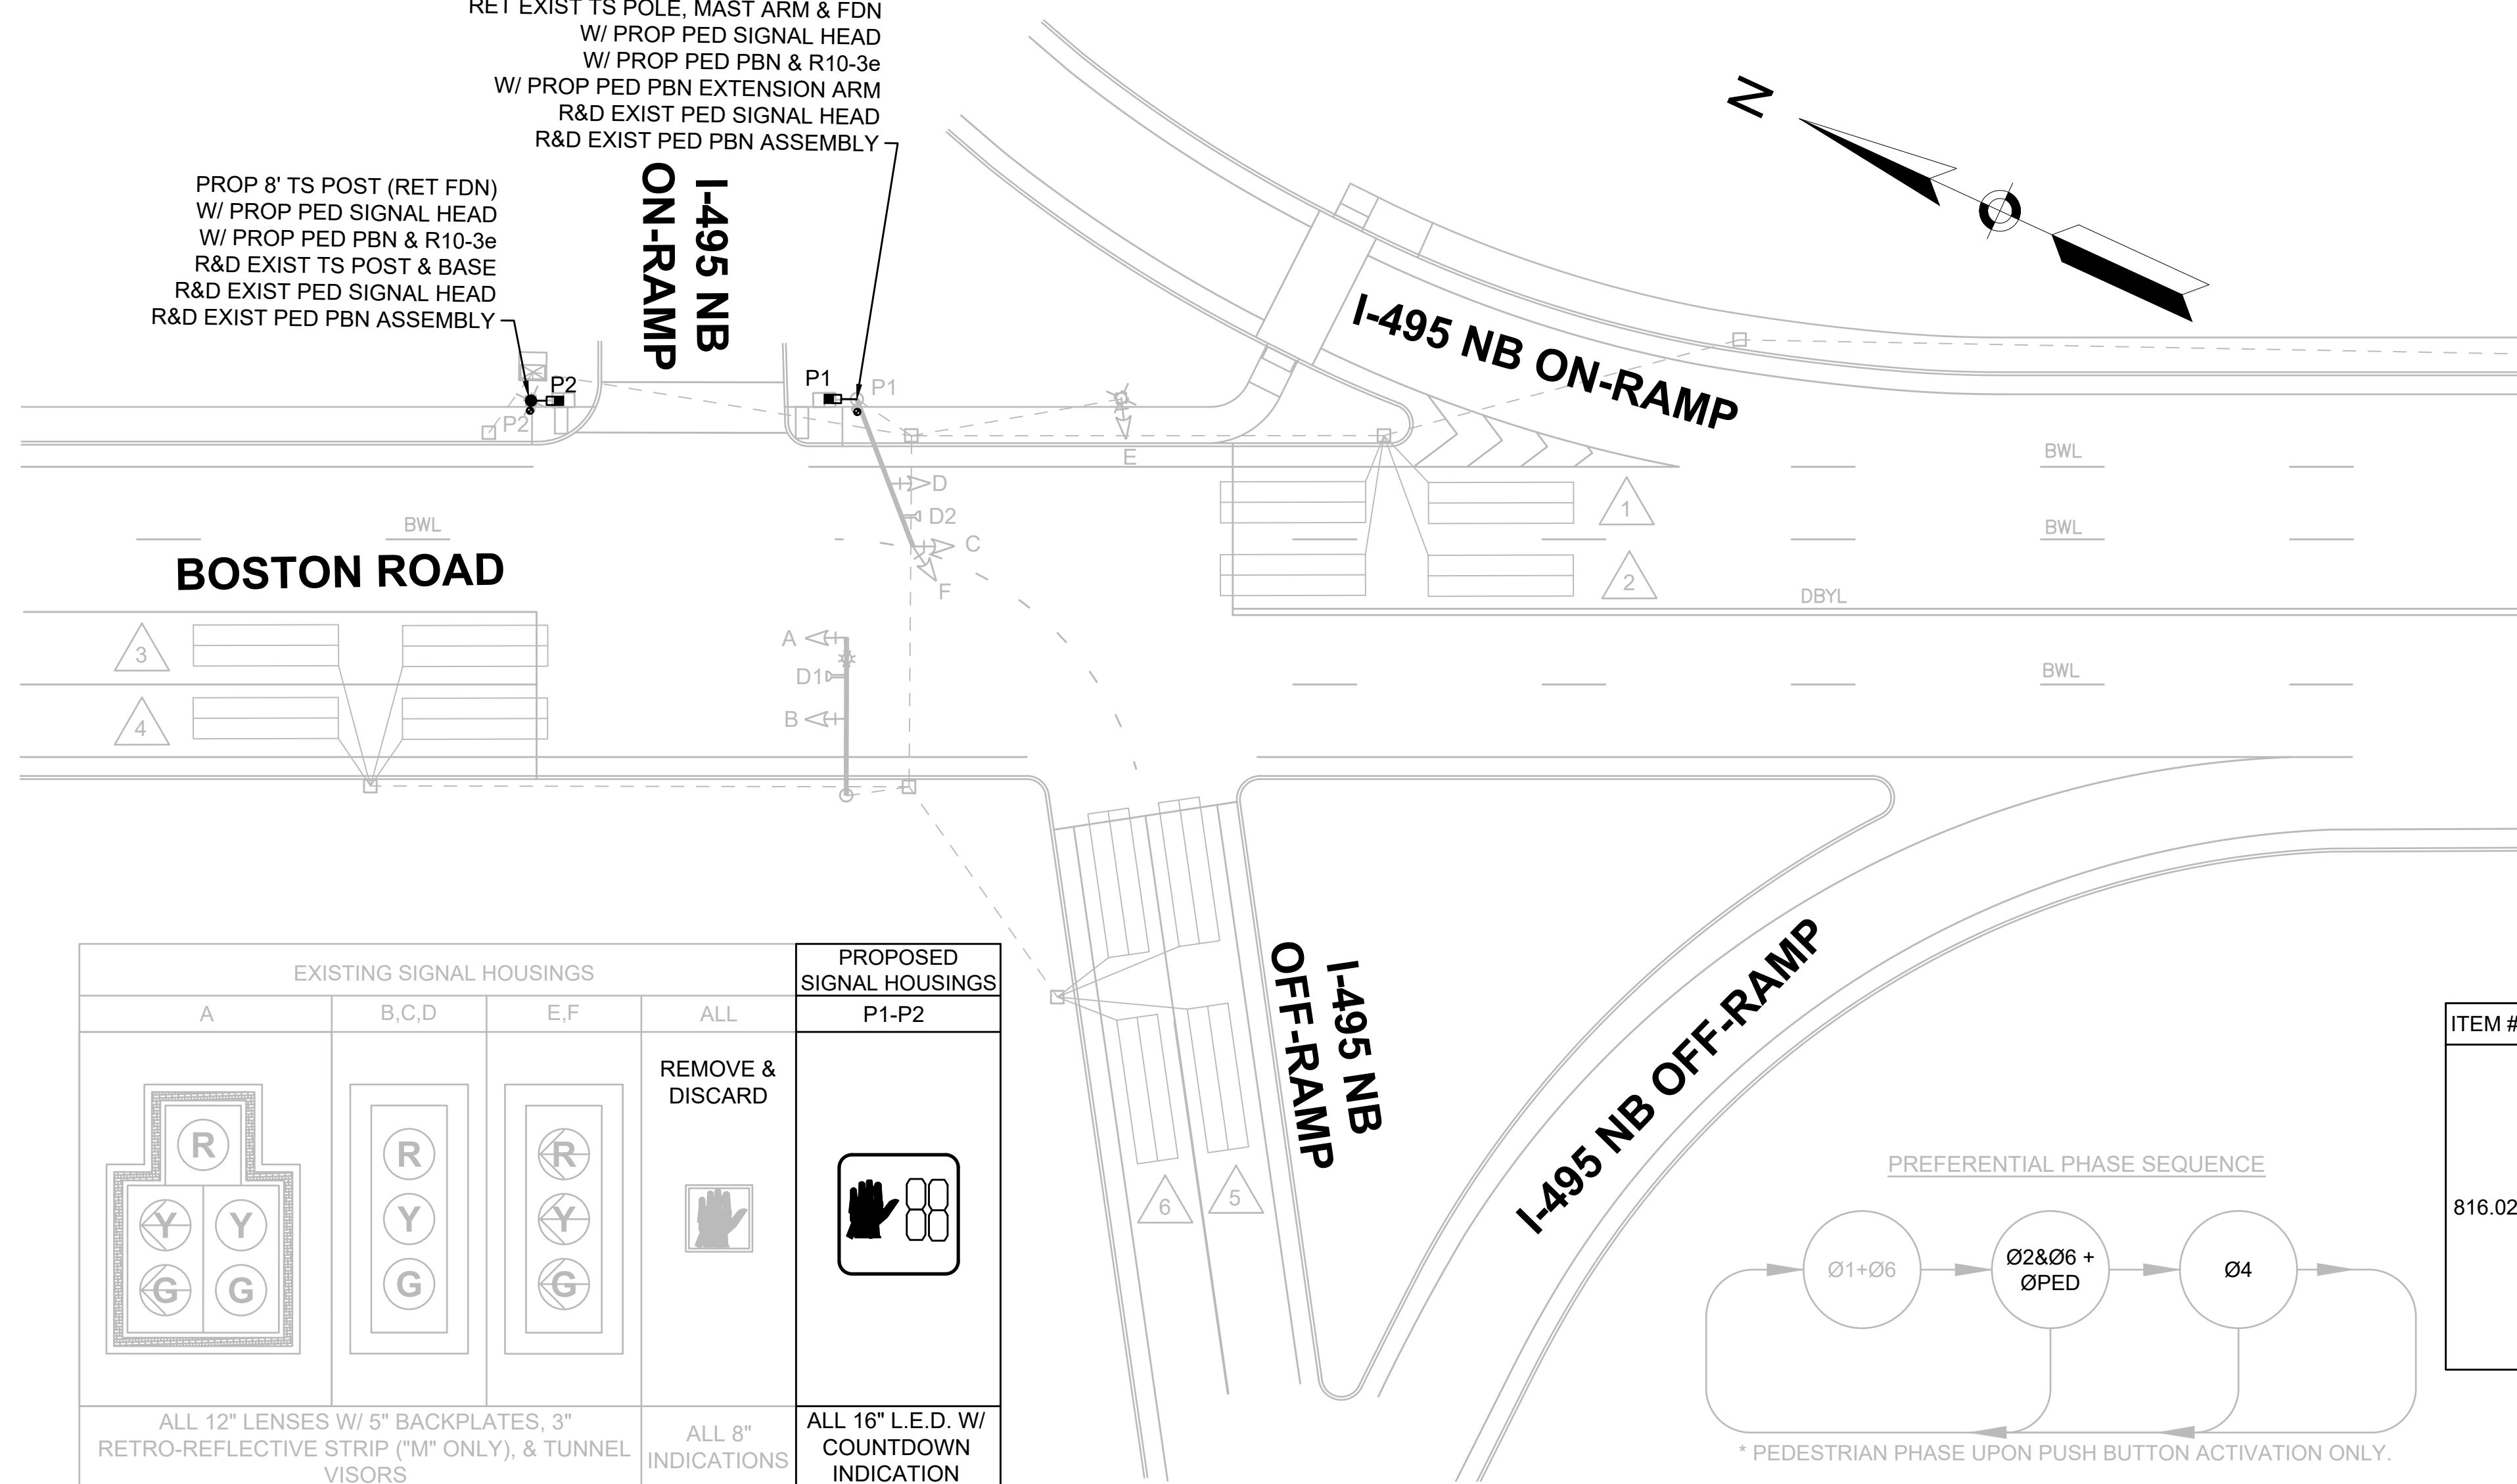 RET EXIST TS POLE, MAST ARM & FDN
W/ PROP PED SIGNAL HEAD
W/ PROP PED PBN & R10-3e
W/ PROP PED PBN EXTENSION ARM
R&D EXIST PED SIGNAL HEAD
R&D EXIST PED PBN ASSEMBLY
PROP 8' TS POST (RET FDN)
W/ PROP PED SIGNAL HEAD
W/ PROP PED PBN & R10-3e
R&D EXIST TS POST & BASE
R&D EXIST PED SIGNAL HEAD
R&D EXIST PED PBN ASSEMBLY
I-495 NB
ON-RAMP
N
I-495 NB ON-RAMP
P2
P2
P1
P1
E
D
D2
C
F
BWL
BOSTON ROAD
BWL
BWL
1
2
DBYL
BWL
3
4
A
D1
B
I-495 NB
OFF-RAMP
I-495 NB OFF-RAMP
6
5
EXISTING SIGNAL HOUSINGS
PROPOSED
SIGNAL HOUSINGS
A
B,C,D
E,F
ALL
P1-P2
REMOVE &
DISCARD
R
Y
Y
G
G
R
Y
G
R
Y
G
ALL 12" LENSES W/ 5" BACKPLATES, 3"
RETRO-REFLECTIVE STRIP ("M" ONLY), & TUNNEL
VISORS
ALL 8"
INDICATIONS
ALL 16" L.E.D. W/
COUNTDOWN
INDICATION
PREFERENTIAL PHASE SEQUENCE
Ø1+Ø6
Ø2&Ø6 +
ØPED
Ø4
* PEDESTRIAN PHASE UPON PUSH BUTTON ACTIVATION ONLY.
ITEM #
816.02